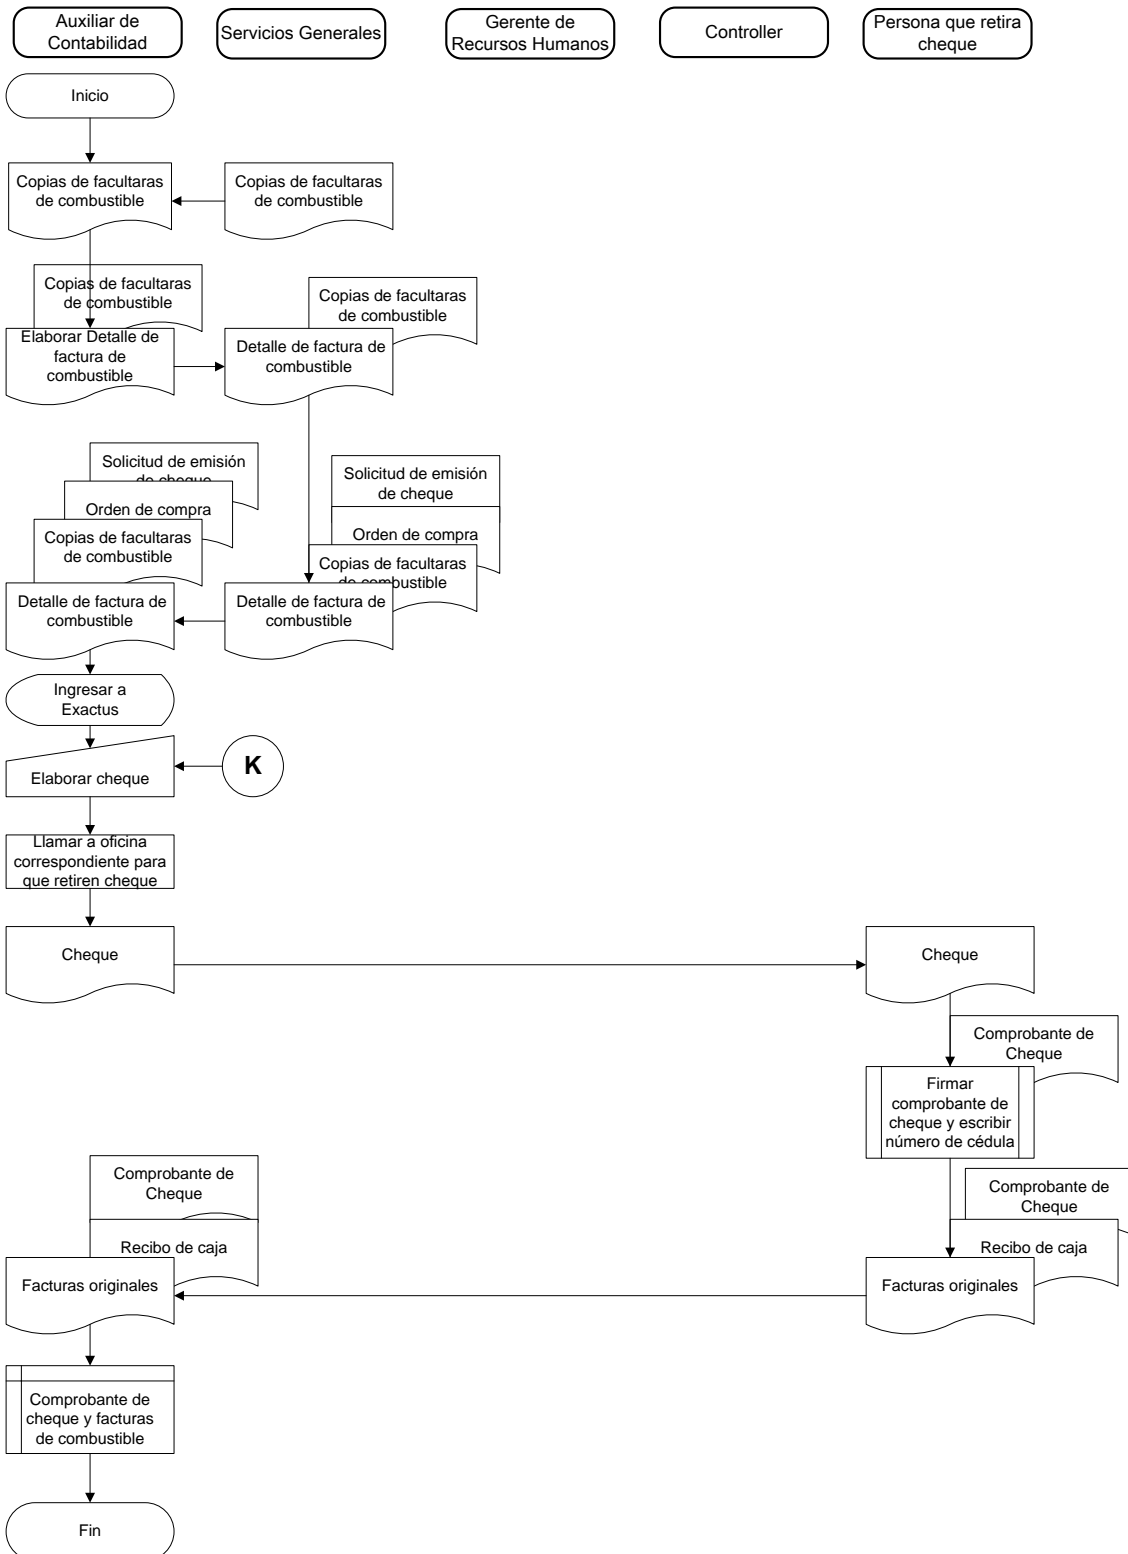 Auxiliar de
Contabilidad
Servicios Generales
Gerente de
Recursos Humanos
Controller
Persona que retira
cheque
Inicio
Copias de facultaras
de combustible
Copias de facultaras
de combustible
Copias de facultaras
de combustible
Copias de facultaras
de combustible
Elaborar Detalle de
factura de
combustible
Detalle de factura de
combustible
Solicitud de emisión
de cheque
Orden de compra
Copias de facultaras
de combustible
Detalle de factura de
combustible
Solicitud de emisión
de cheque
Orden de compra
Copias de facultaras
de combustible
Detalle de factura de
combustible
Ingresar a
Exactus
Elaborar cheque
K
Llamar a oficina
correspondiente para
que retiren cheque
Cheque
Cheque
Comprobante de
Cheque
Firmar
comprobante de
cheque y escribir
número de cédula
Comprobante de
Cheque
Recibo de caja
Facturas originales
Comprobante de
Cheque
Recibo de caja
Facturas originales
Comprobante de
cheque y facturas
de combustible
Fin